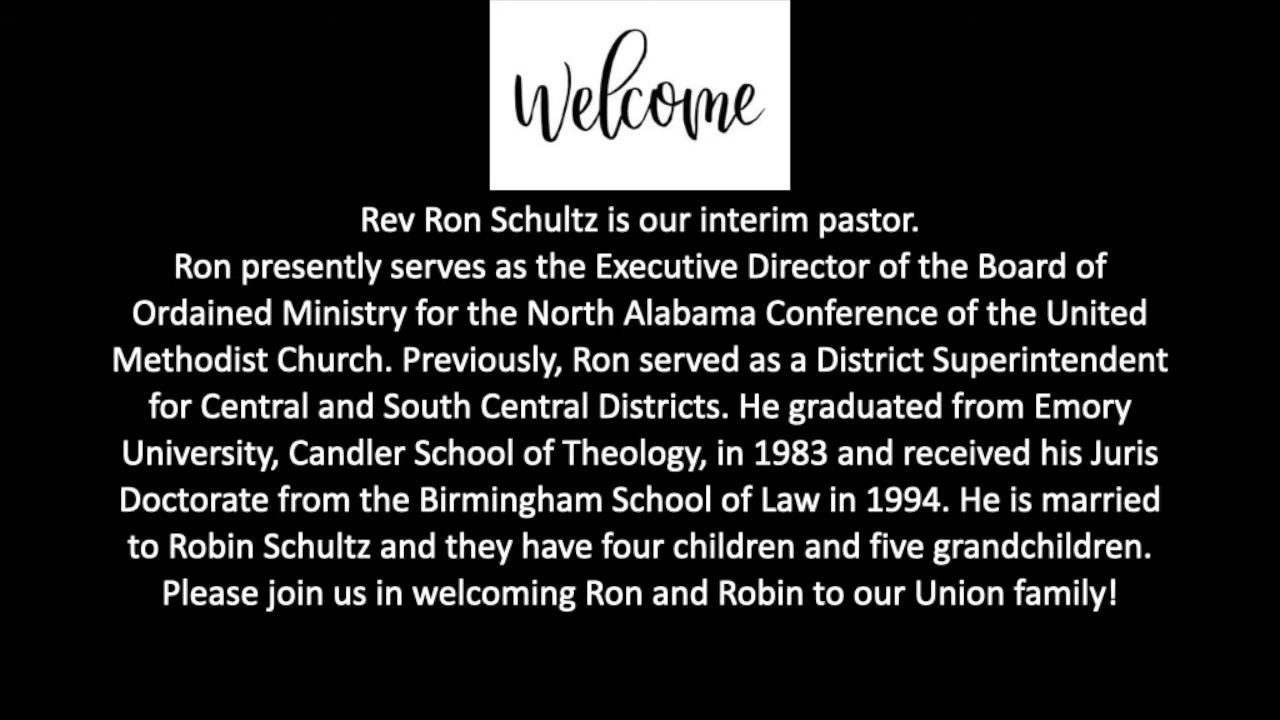 Welcome
Rev Ron Schultz is our interim pastor.
Ron presently serves as the Executive Director of the Board of
Ordained Ministry for the North Alabama Conference of the United
Methodist Church. Previously, Ron served as a District Superintendent
for Central and South Central Districts. He graduated from Emory
University, Candler School of Theology, in 1983 and received his Juris
Doctorate from the Birmingham School of Law in 1994. He is married
to Robin Schultz and they have four children and five grandchildren.
Please join us in welcoming Ron and Robin to our Union family!